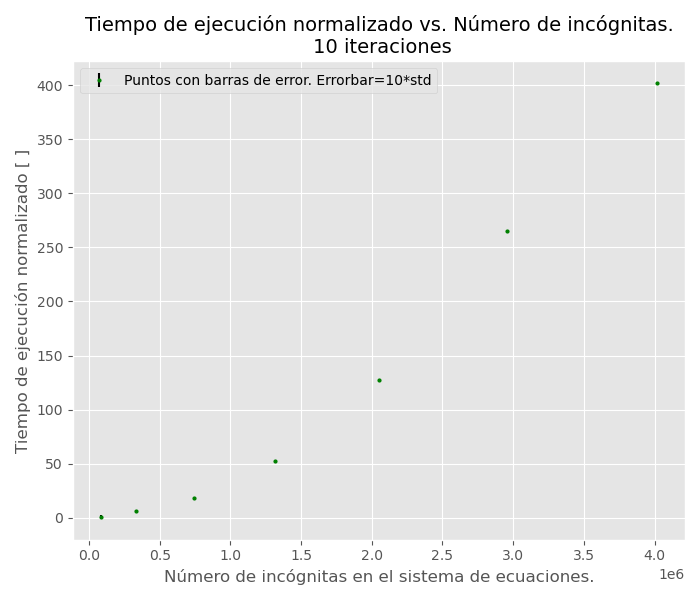 Tiempo de ejecución normalizado vs. Número de incógnitas.
10 iteraciones
Puntos con barras de error. Errorbar=10*std
Tiempo de ejecución normalizado [ ]
400
350
300
250
200
150
100
50
0
0.0 0.5 1.0 1.5 2.0 2.5 3.0 3.5 4.0
1e6
Número de incógnitas en el sistema de ecuaciones.